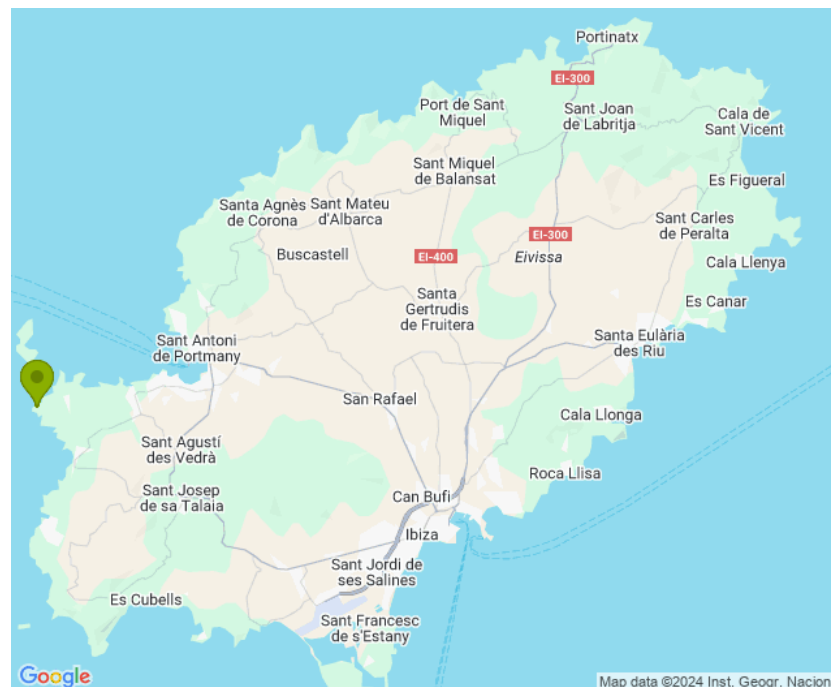 Portinatx
EI-300
Port de Sant
Miquel
Sant Joan
de Labritja
Cala de
Sant Vicent
Sant Miquel
de Balansat
Es Figueral
Santa Agnès
de Corona
Sant Mateu
d'Albarca
Sant Carles
de Peralta
EI-300
Buscastell
EI-400
Eivissa
Cala Llenya
Santa
Gertrudis
de Fruitera
Es Canar
Sant Antoni
de Portmany
Santa Eulària
des Riu
San Rafael
Cala Llonga
Sant Agustí
des Vedrà
Roca Llisa
Sant Josep
de sa Talaia
Can Bufi
Ibiza
Sant Jordi de
ses Salines
Es Cubells
Sant Francesc
de s'Estany
Google
Map data ©2024 Inst. Geogr. Nacion